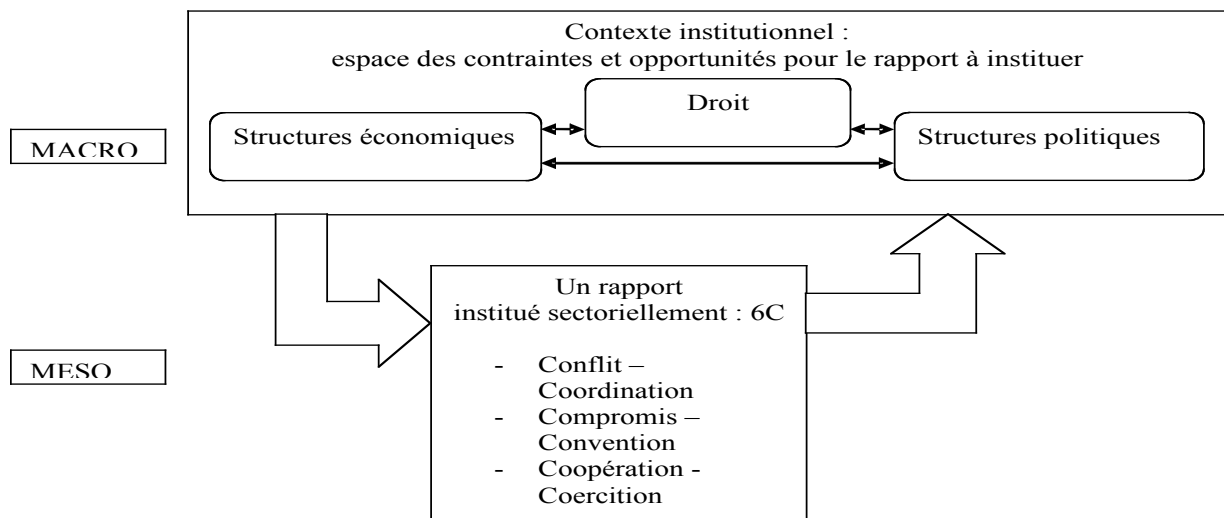 Contexte institutionnel :
espace des contraintes et opportunités pour le rapport à instituer
Droit
Structures économiques
Structures politiques
MACRO
Un rapport
institué sectoriellement : 6C
- Conflit –
Coordination
- Compromis –
Convention
- Coopération -
Coercition
MESO